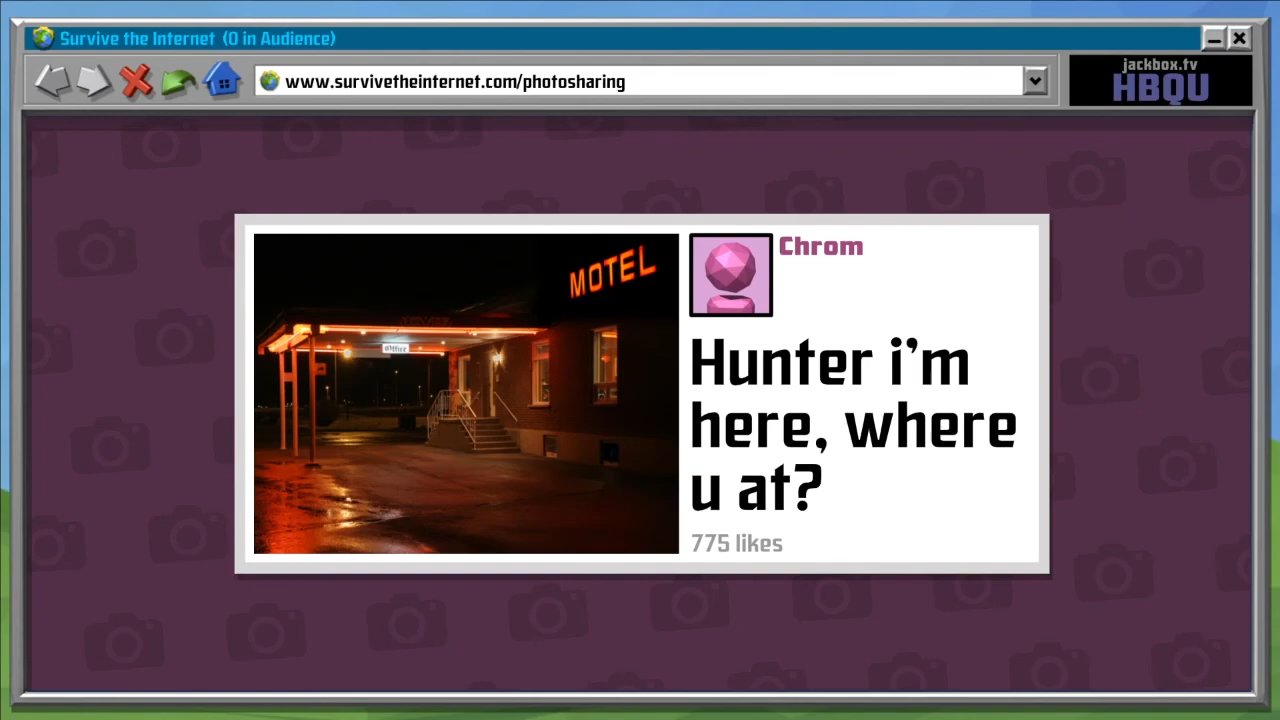 Survive the Internet (0 in Audience)
www.survivetheinternet.com/photosharing
jackbox.tv
HBQU
MOTEL
Office
Chrom
Hunter i'm
here, where
u at?
775 likes